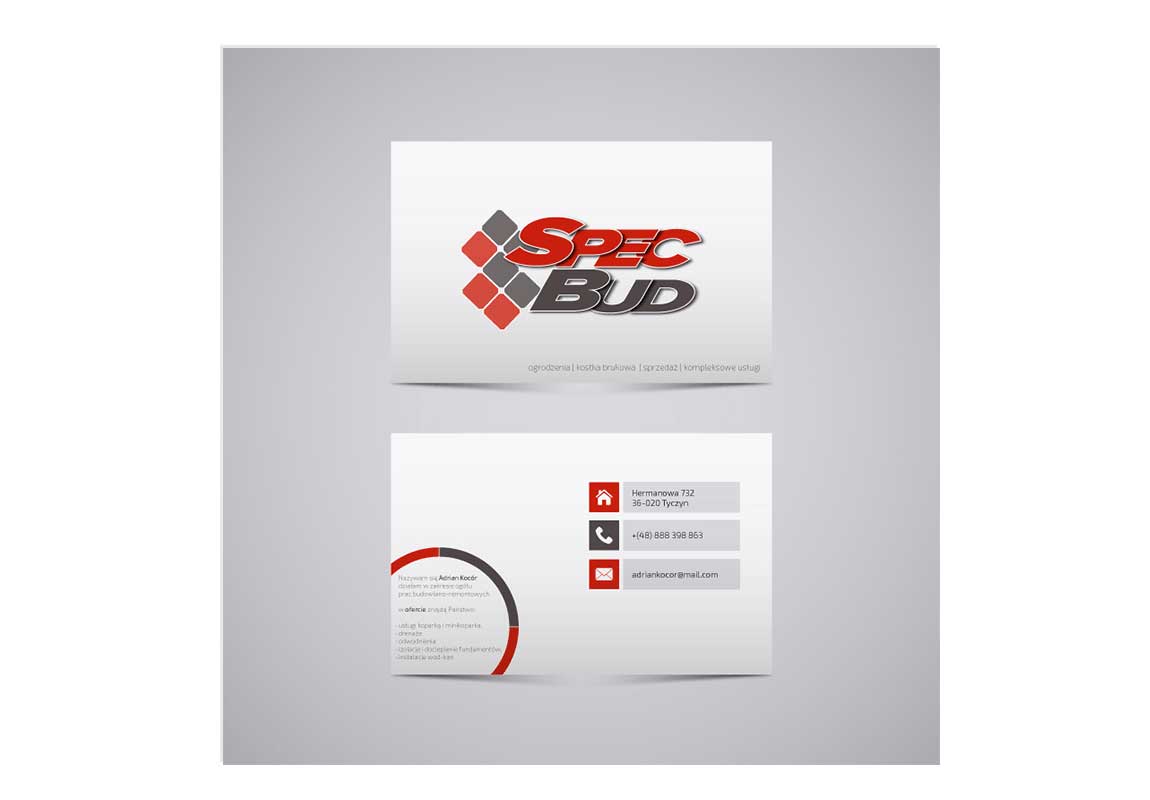 SPEC
BUD
ogrodzenia | kostka brukowa | sprzedaż | kompleksowe usługi
Hermanowa 732
36-020 Tyczyn
+(48) 888 398 863
adriankocor@mail.com
Nazywam się Adrian Kocór
działam w zakresie ogółu
prac budowlano-remontowych.
w ofercie znajdą Państwo:
- usługi koparką i minikoparką,
- drenaże
- odwodnienia
- izolacje i docieplenie fundamentów,
- instalacje wod-kan